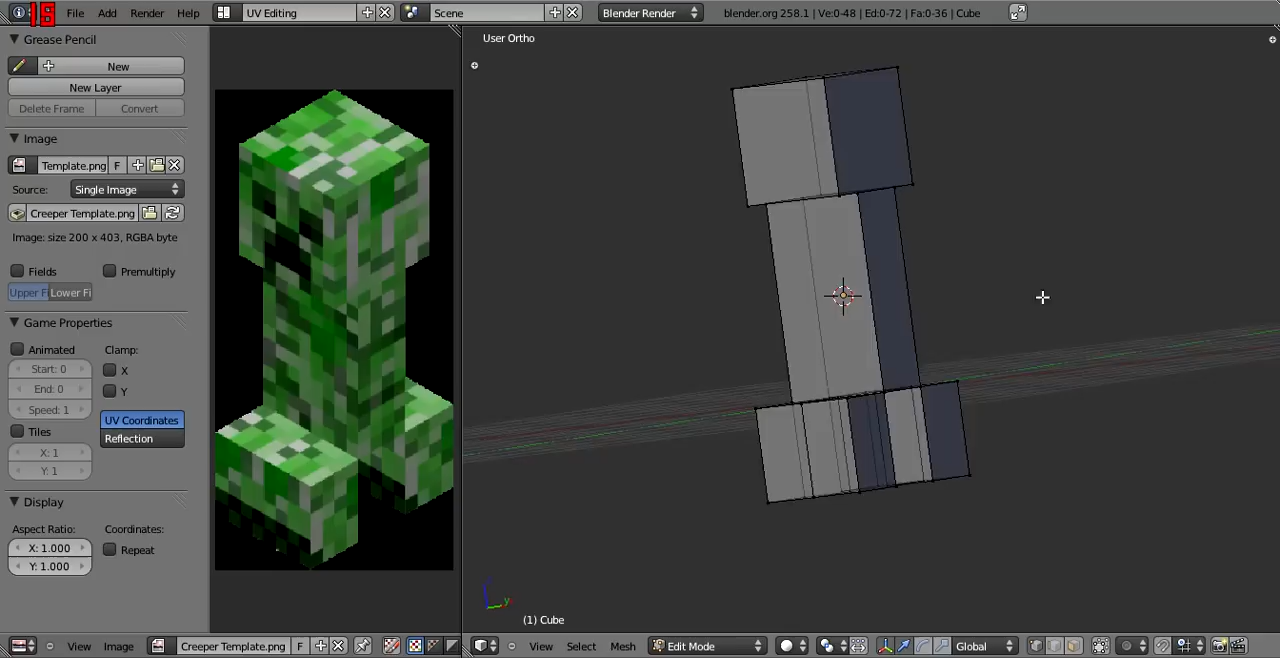 19 File Add Render Help UV Editing Scene Blender Render blender.org 258.1 | Ve:0-48 | Ed:0-72 | Fa:0-36 | Cube
Grease Pencil
New
New Layer
Delete Frame Convert
Image
Template.png F
Source: Single Image
Creeper Template.png
Image: size 200 x 403, RGBA byte
Fields Premultiply
Upper Fi Lower Fi
Game Properties
Animated Clamp:
Start: 0 X
End: 0 Y
Speed: 1
UV Coordinates
Tiles Reflection
X: 1
Y: 1
Display
Aspect Ratio: Coordinates:
X: 1.000 Repeat
Y: 1.000
User Ortho
y
(1) Cube
View Image Creeper Template.png F
View Select Mesh Edit Mode Global